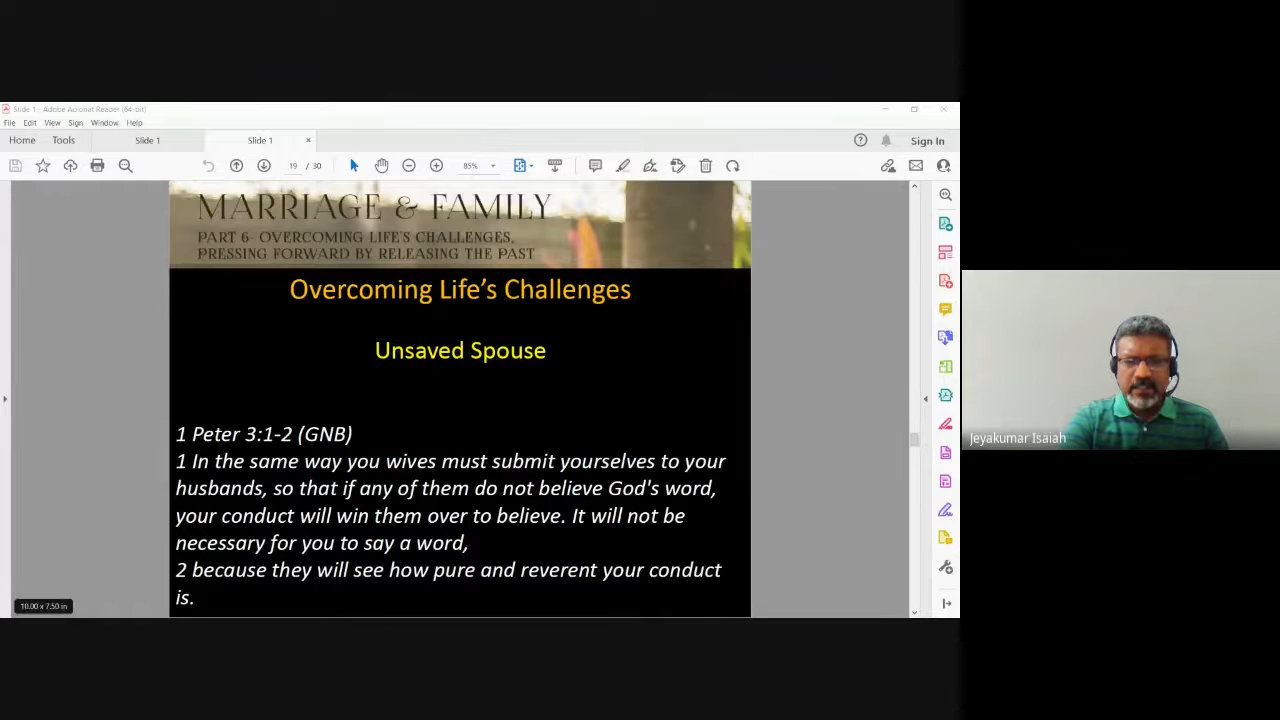 Slide 1 - Adobe Acrobat Reader (64-bit)
File Edit View Sign Window Help
Home Tools Slide 1 Slide 1 × Sign In
19 / 30 85%
MARRIAGE & FAMILY
PART 6- OVERCOMING LIFE'S CHALLENGES,
PRESSING FORWARD BY RELEASING THE PAST
Overcoming Life's Challenges
Unsaved Spouse
1 Peter 3:1-2 (GNB)
1 In the same way you wives must submit yourselves to your
husbands, so that if any of them do not believe God's word,
your conduct will win them over to believe. It will not be
necessary for you to say a word,
2 because they will see how pure and reverent your conduct
is.
10.00 x 7.50 in
Jeyakumar Isaiah